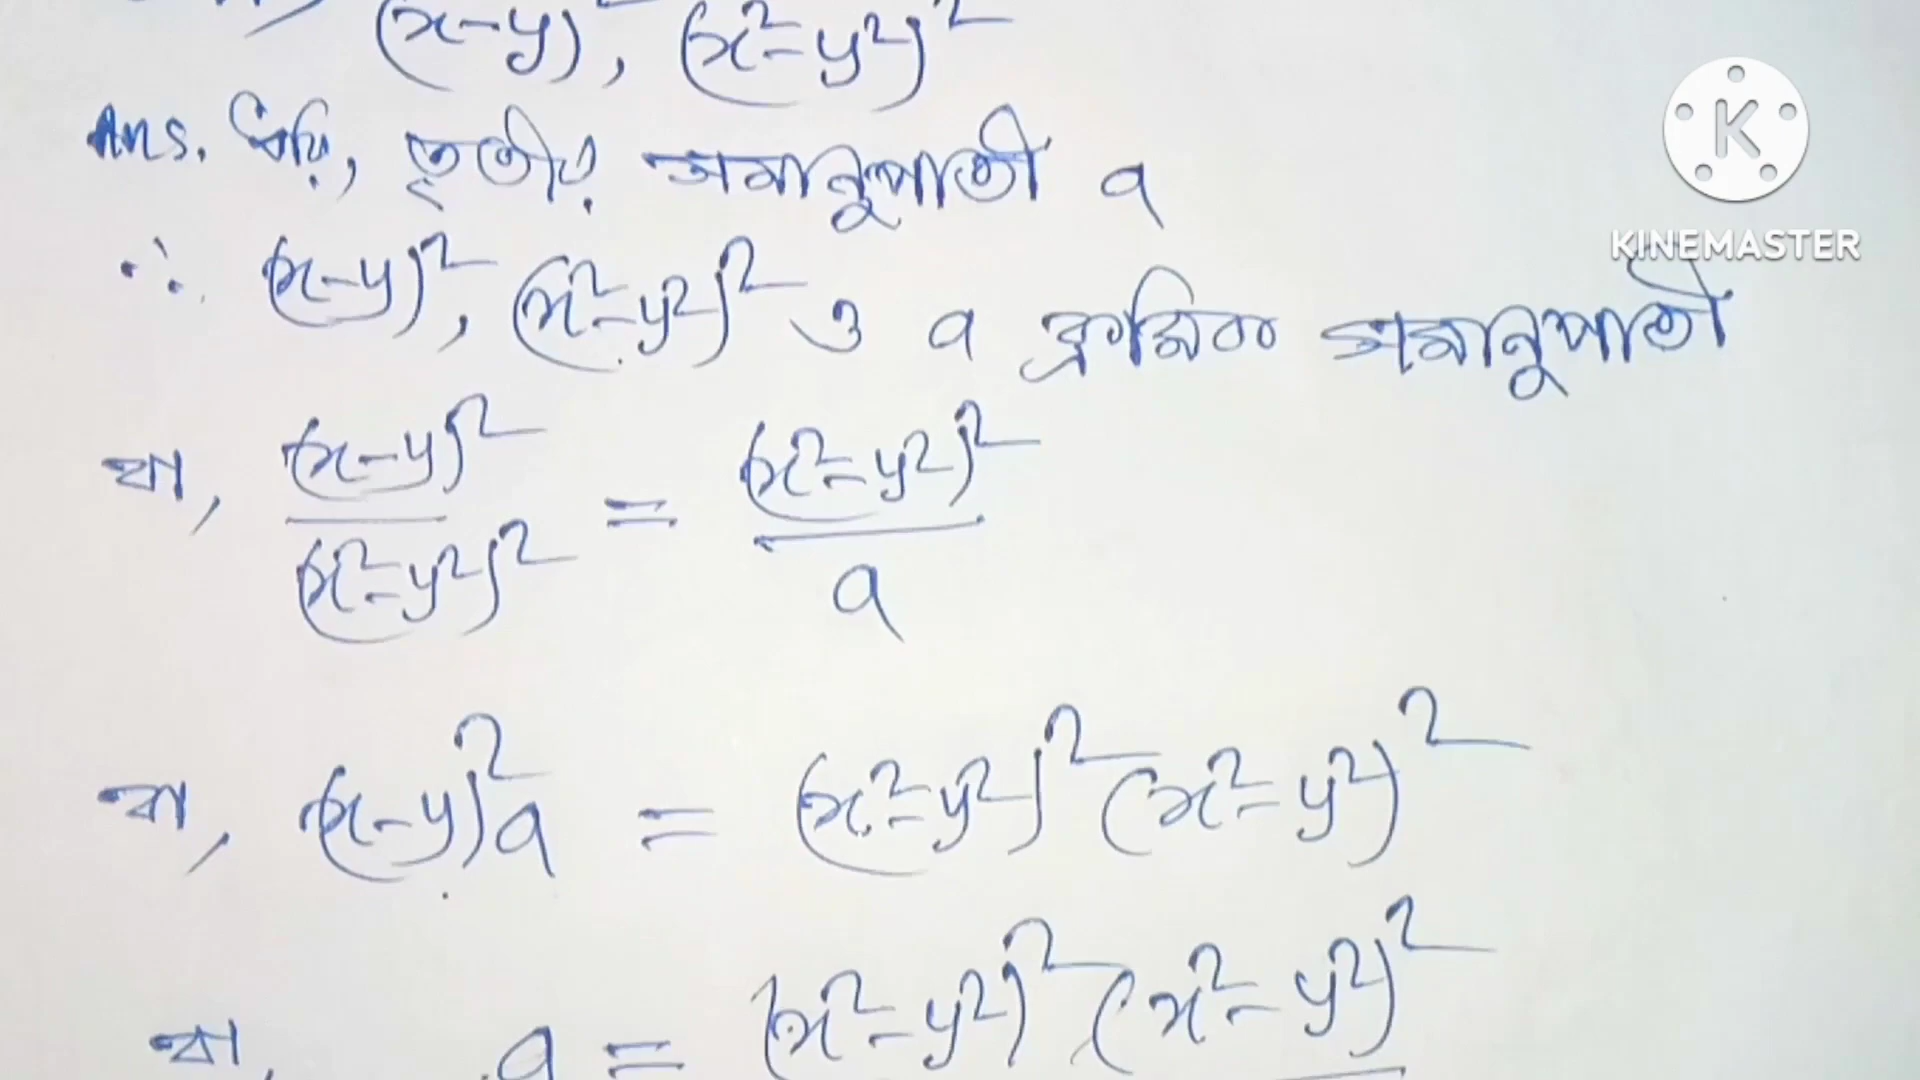 (x-y)², (x²-y²)²
Ans. ধরি, তৃতীয় সমানুপাতী a
∴ (x-y)², (x²-y²)² ও a ক্রমিক সমানুপাতী
বা, (x-y)²/(x²-y²)² = (x²-y²)²/a
বা, (x-y)²a = (x²-y²)²(x²-y²)²
বা, a = (x²-y²)²(x²-y²)²
K
KINEMASTER